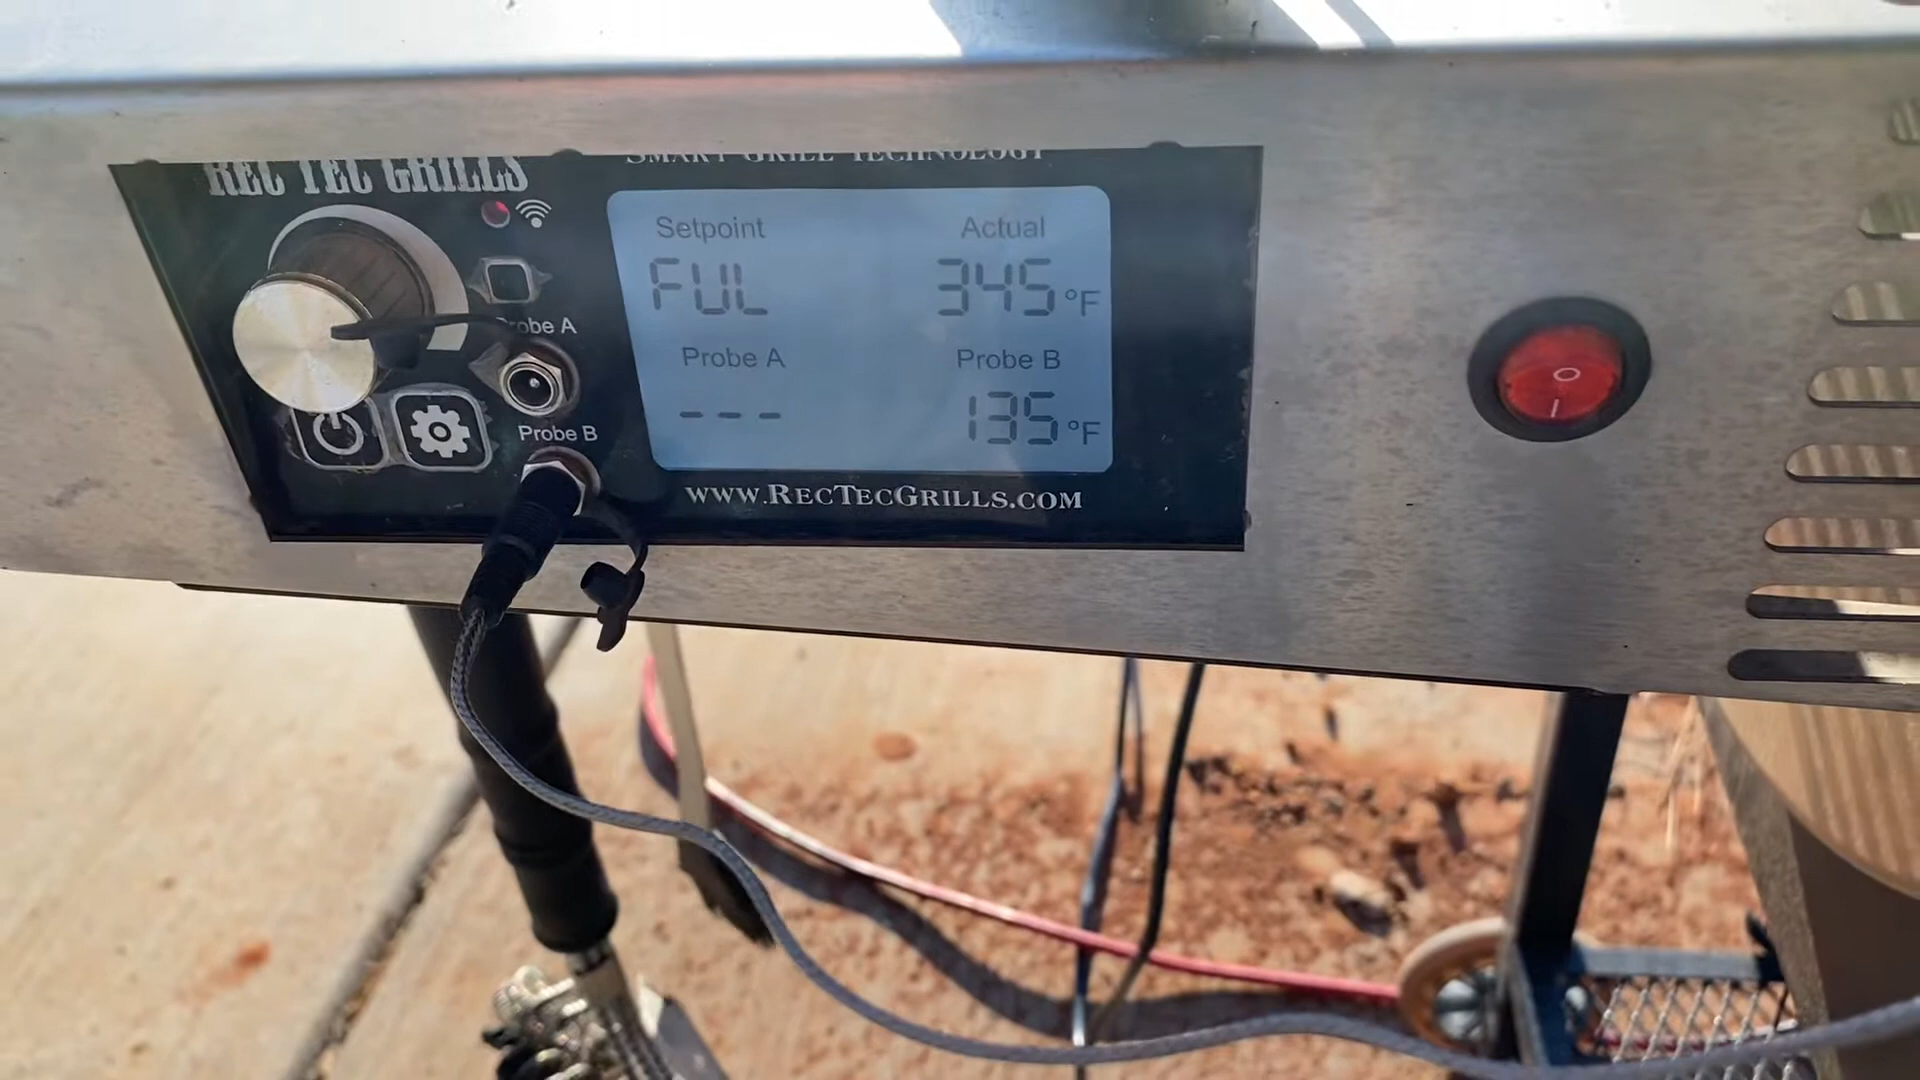 REC TEC GRILLS
SMART GRILL TECHNOLOGY
Setpoint Actual
FUL 345 °F
Probe A
Probe A Probe B
--- 135 °F
Probe B
WWW.RECTECGRILLS.COM
O
I